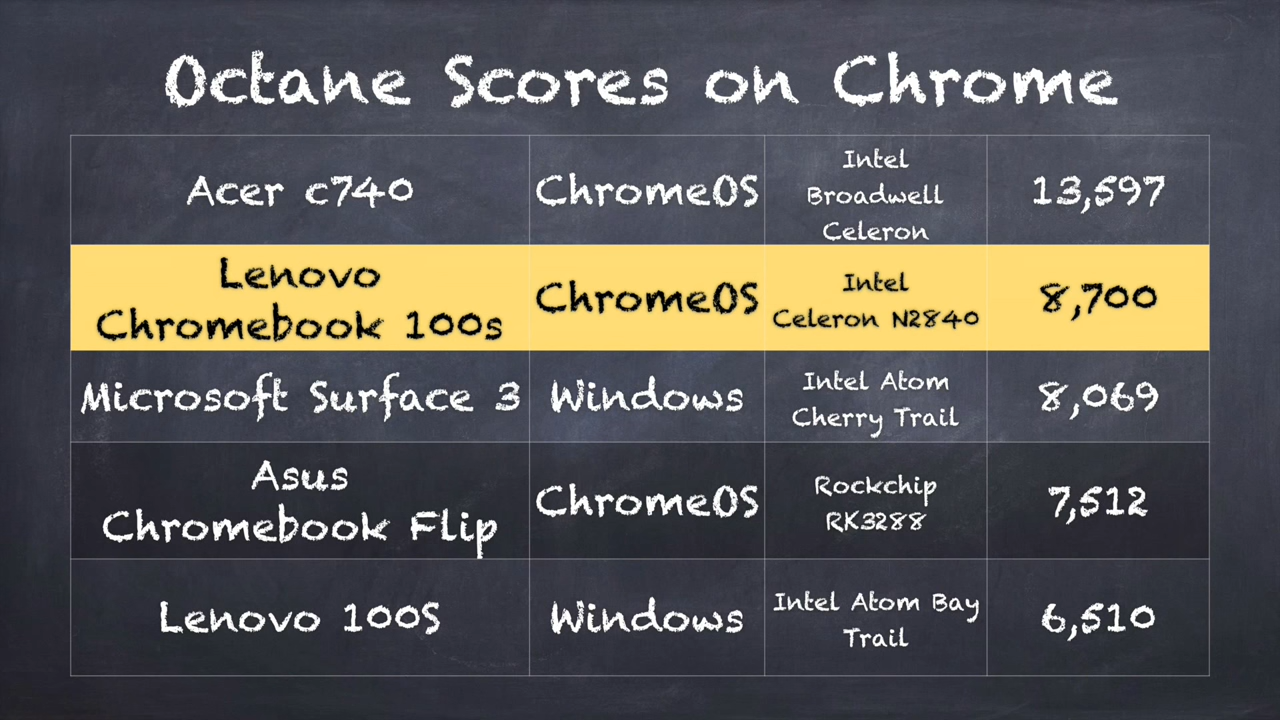 Octane Scores on Chrome
Acer c740
ChromeOS
Intel
Broadwell
Celeron
13,597
Lenovo
Chromebook 100s
ChromeOS
Intel
Celeron N2840
8,700
Microsoft Surface 3
Windows
Intel Atom
Cherry Trail
8,069
Asus
Chromebook Flip
ChromeOS
Rockchip
RK3288
7,512
Lenovo 100S
Windows
Intel Atom Bay
Trail
6,510